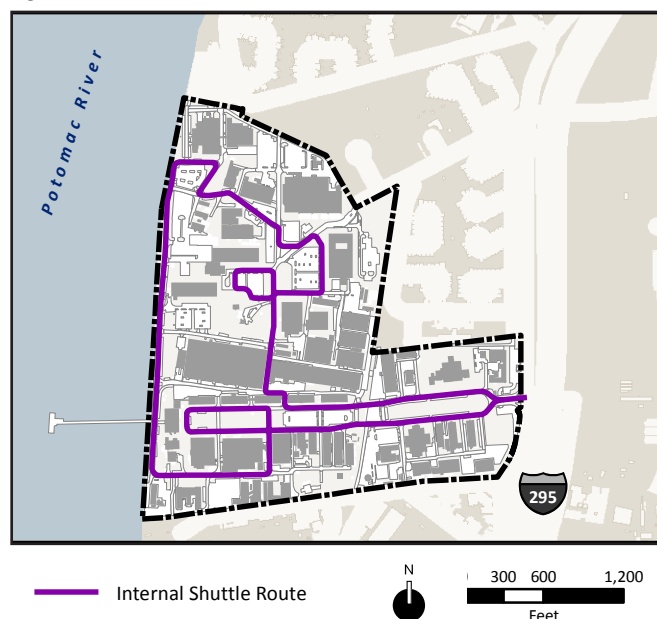 Potomac River
295
Internal Shuttle Route
N
300 600 1,200
Feet